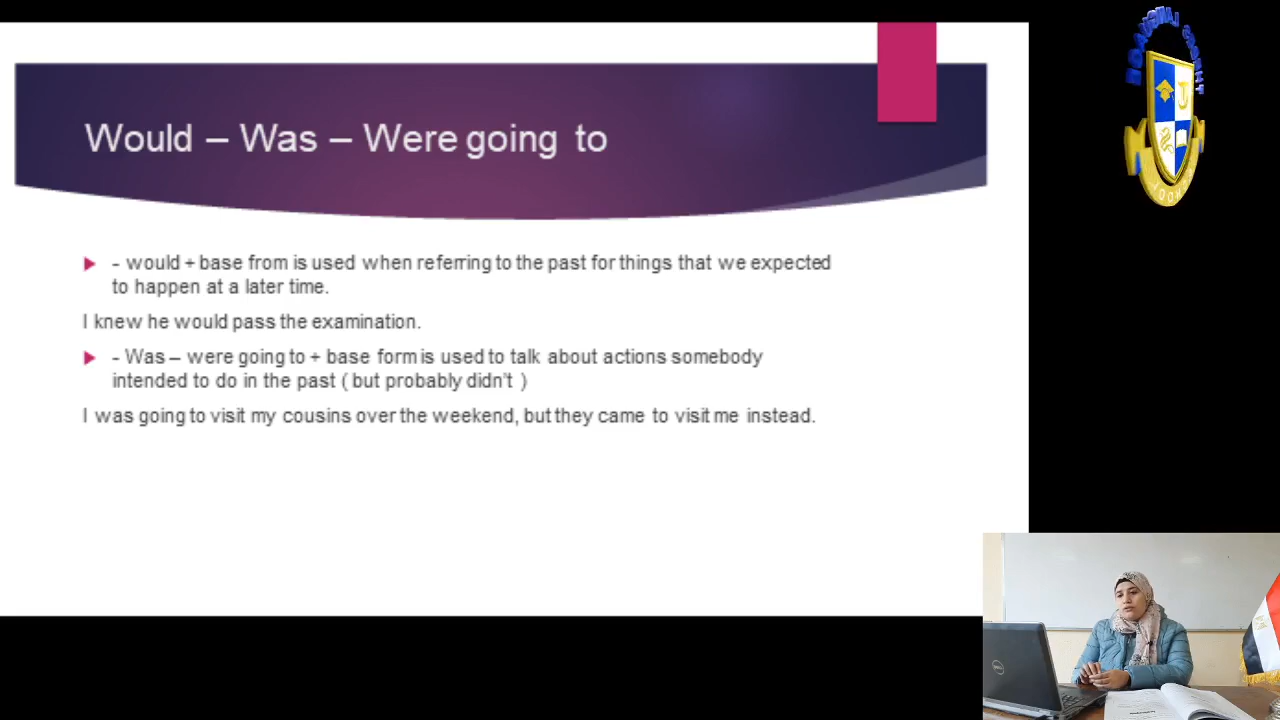 Would – Was – Were going to
- would + base from is used when referring to the past for things that we expected
to happen at a later time.
I knew he would pass the examination.
- Was – were going to + base form is used to talk about actions somebody
intended to do in the past ( but probably didn't )
I was going to visit my cousins over the weekend, but they came to visit me instead.